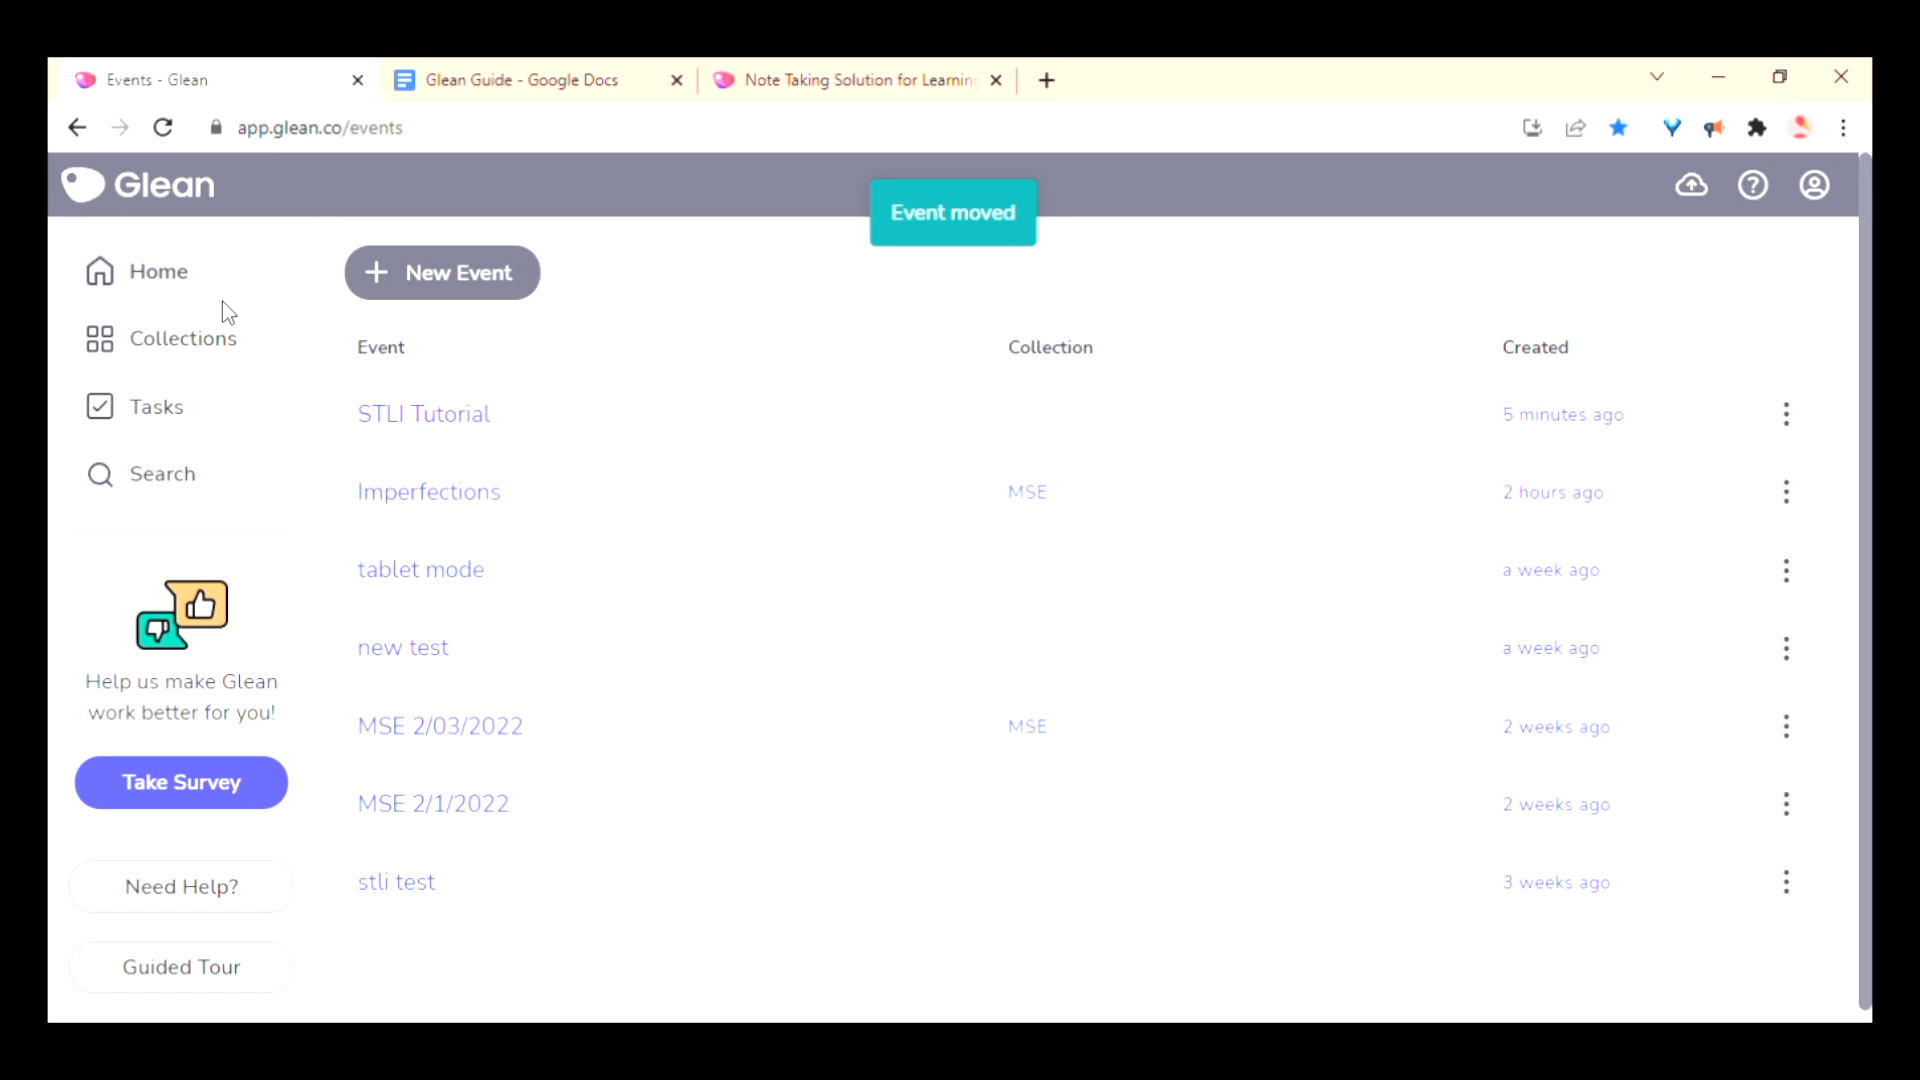 Events - Glean
Glean Guide - Google Docs
Note Taking Solution for Learning
app.glean.co/events
Glean
Event moved
Home
Collections
Tasks
Search
Help us make Glean
work better for you!
Take Survey
Need Help?
Guided Tour
+ New Event
Event Collection Created
STLI Tutorial 5 minutes ago
Imperfections MSE 2 hours ago
tablet mode a week ago
new test a week ago
MSE 2/03/2022 MSE 2 weeks ago
MSE 2/1/2022 2 weeks ago
stli test 3 weeks ago